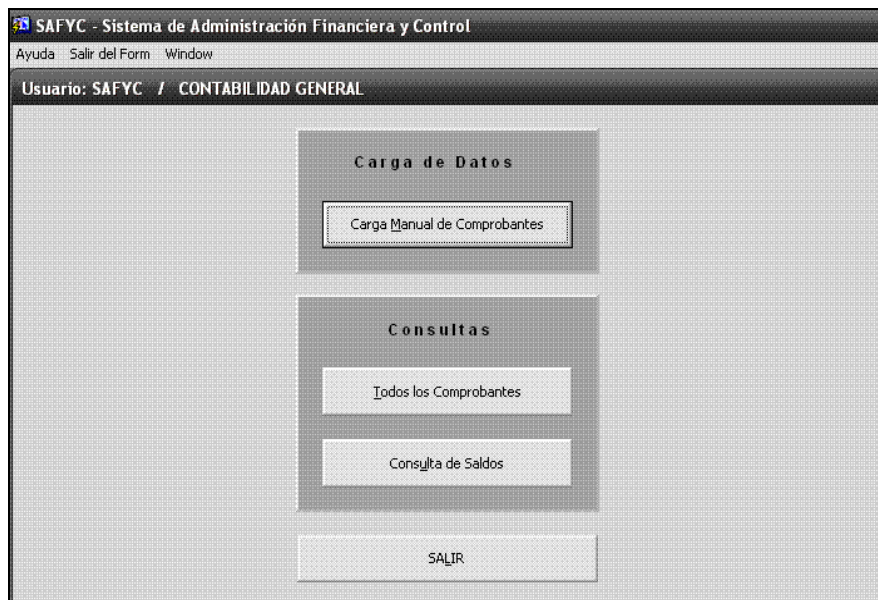 SAFYC - Sistema de Administración Financiera y Control
Ayuda Salir del Form Window
Usuario: SAFYC / CONTABILIDAD GENERAL
Carga de Datos
Carga Manual de Comprobantes
Consultas
Todos los Comprobantes
Consulta de Saldos
SALIR